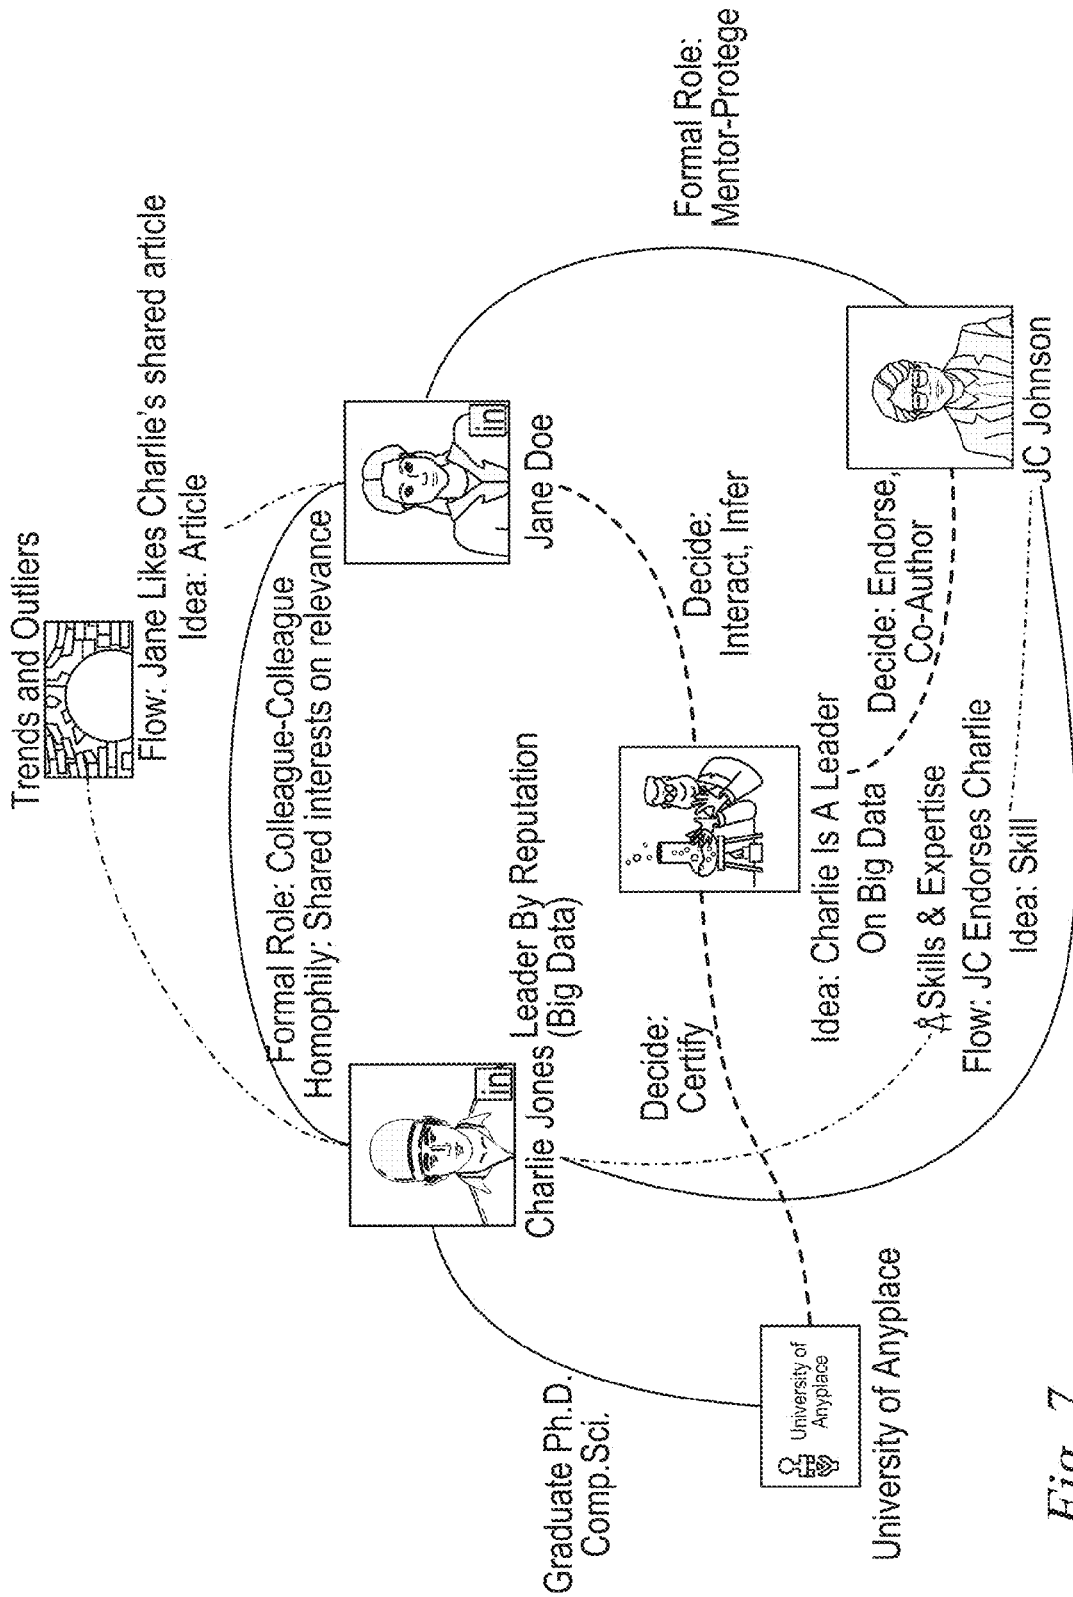 Trends and Outliers
Flow: Jane Likes Charlie's shared article
Idea: Article
Formal Role: Colleague-Colleague
Homophily: Shared interests on relevance
in
in
Charlie Jones
Leader By Reputation
(Big Data)
Jane Doe
Formal Role:
Mentor-Protege
Graduate Ph.D.
Comp.Sci.
Decide:
Certify
Decide:
Interact, Infer
University of
Anyplace
University of Anyplace
Idea: Charlie Is A Leader
On Big Data
Decide: Endorse,
Co-Author
Skills & Expertise
Flow: JC Endorses Charlie
Idea: Skill
JC Johnson
Fig. 7